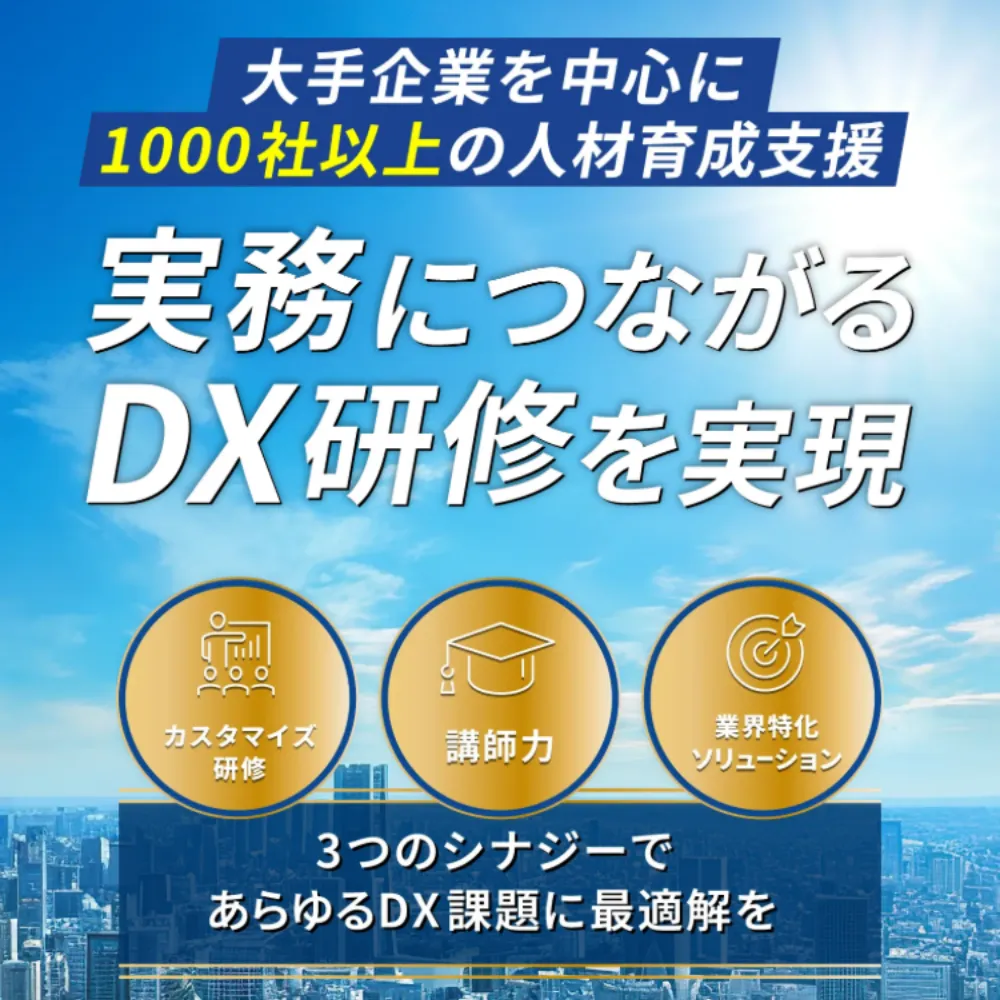 大手企業を中心に
1000社以上の人材育成支援
実務につながる
DX研修を実現
カスタマイズ
研修
講師力
業界特化
ソリューション
3つのシナジーで
あらゆるDX課題に最適解を